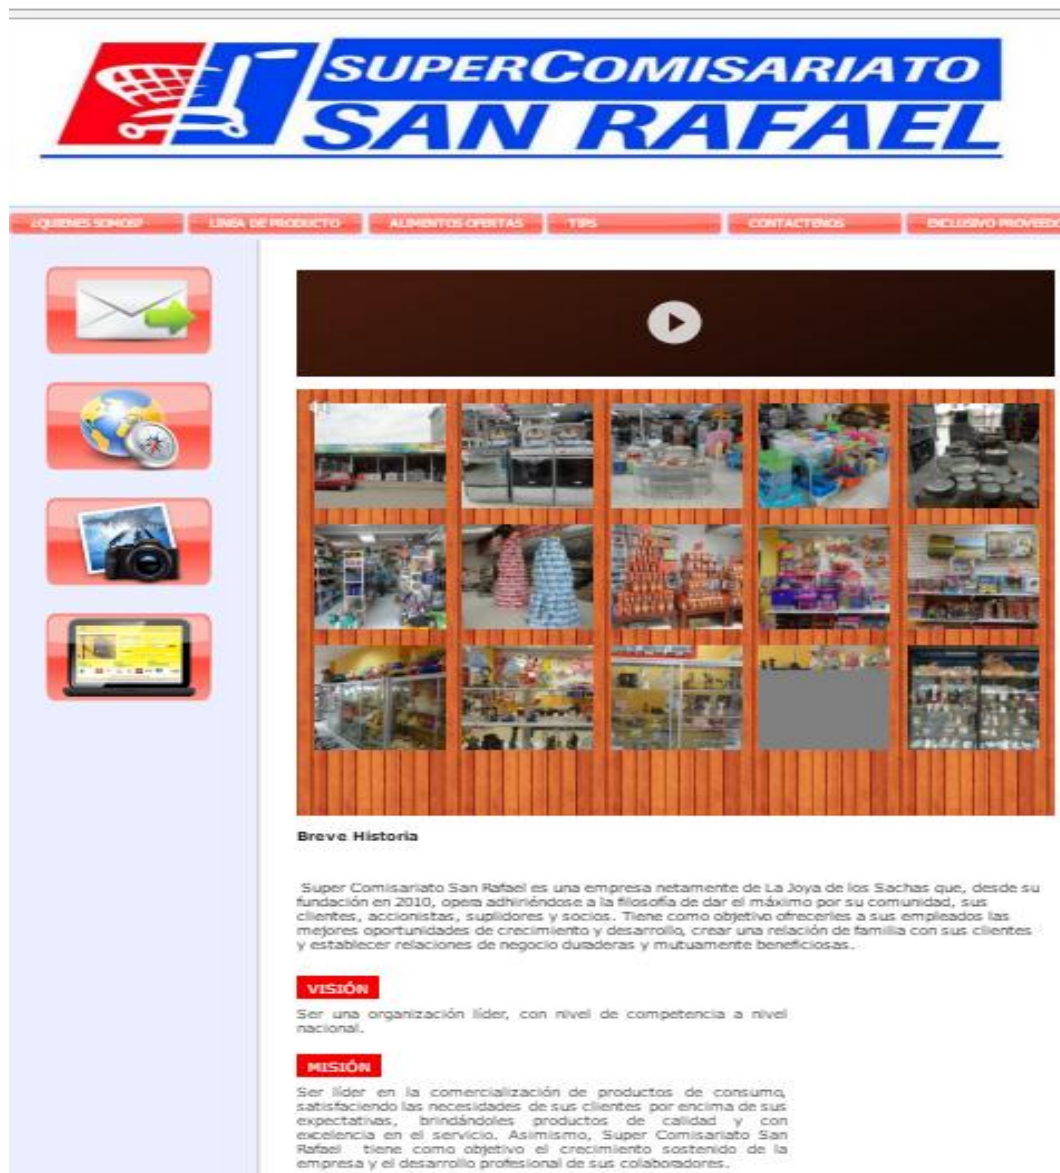 SUPERCOMISARIATO
SAN RAFAEL
¿QUIENES SOMOS?
LINEA DE PRODUCTO
ALIMENTOS OFERTAS
TIPS
CONTACTENOS
EXCLUSIVO PROVEEDO
Breve Historia
Super Comisariato San Rafael es una empresa netamente de La Joya de los Sachas que, desde su
fundación en 2010, opera adhiriéndose a la filosofía de dar el máximo por su comunidad, sus
clientes, accionistas, suplidores y socios. Tiene como objetivo ofrecerles a sus empleados las
mejores oportunidades de crecimiento y desarrollo, crear una relación de familia con sus clientes
y establecer relaciones de negocio duraderas y mutuamente beneficiosas.
VISIÓN
Ser una organización líder, con nivel de competencia a nivel
nacional.
MISIÓN
Ser líder en la comercialización de productos de consumo,
satisfaciendo las necesidades de sus clientes por encima de sus
expectativas, brindándoles productos de calidad y con
excelencia en el servicio. Asimismo, Super Comisariato San
Rafael tiene como objetivo el crecimiento sostenido de la
empresa y el desarrollo profesional de sus colaboradores.